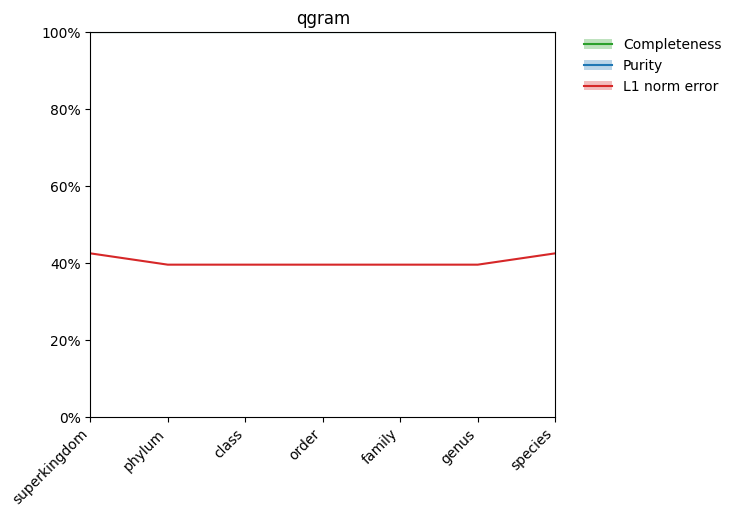 qgram
100%
80%
60%
40%
20%
0%
superkingdom
phylum
class
order
family
genus
species
Completeness
Purity
L1 norm error